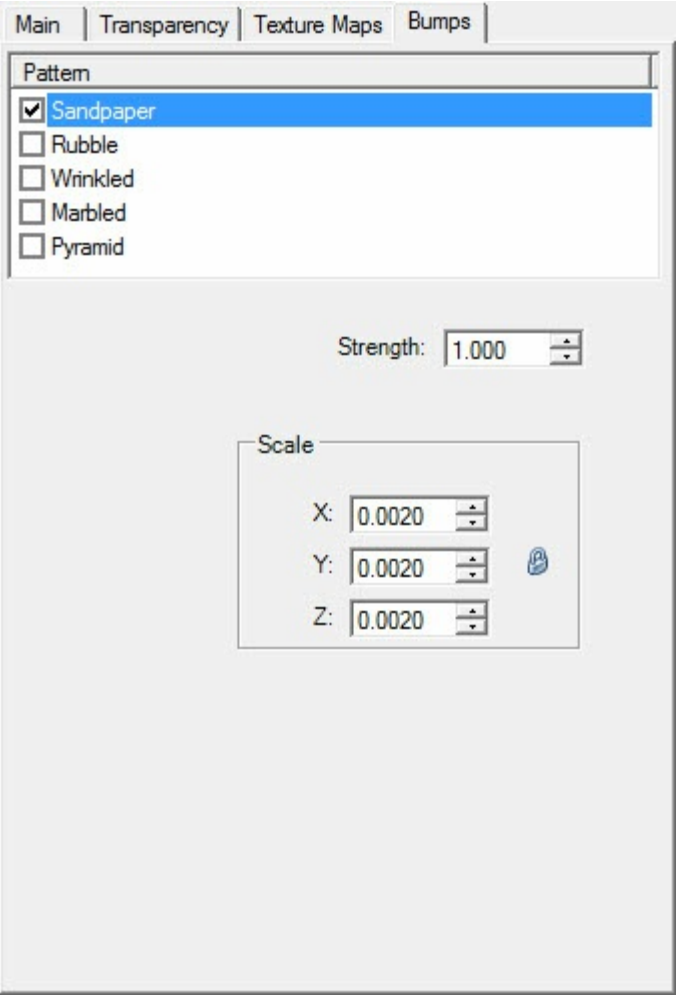 Main Transparency Texture Maps Bumps
Pattern
Sandpaper
Rubble
Wrinkled
Marbled
Pyramid
Strength: 1.000
Scale
X: 0.0020
Y: 0.0020
Z: 0.0020